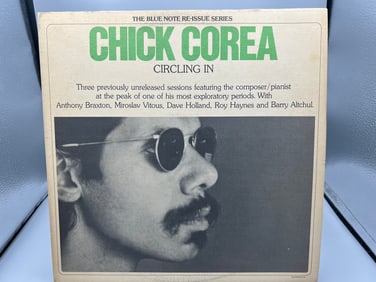 THE BLUE NOTE RE-ISSUE SERIES
CHICK COREA
CIRCLING IN
Three previously unreleased sessions featuring the composer/pianist
at the peak of one of his most exploratory periods. With
Anthony Braxton, Miroslav Vitous, Dave Holland, Roy Haynes and Barry Altchul.